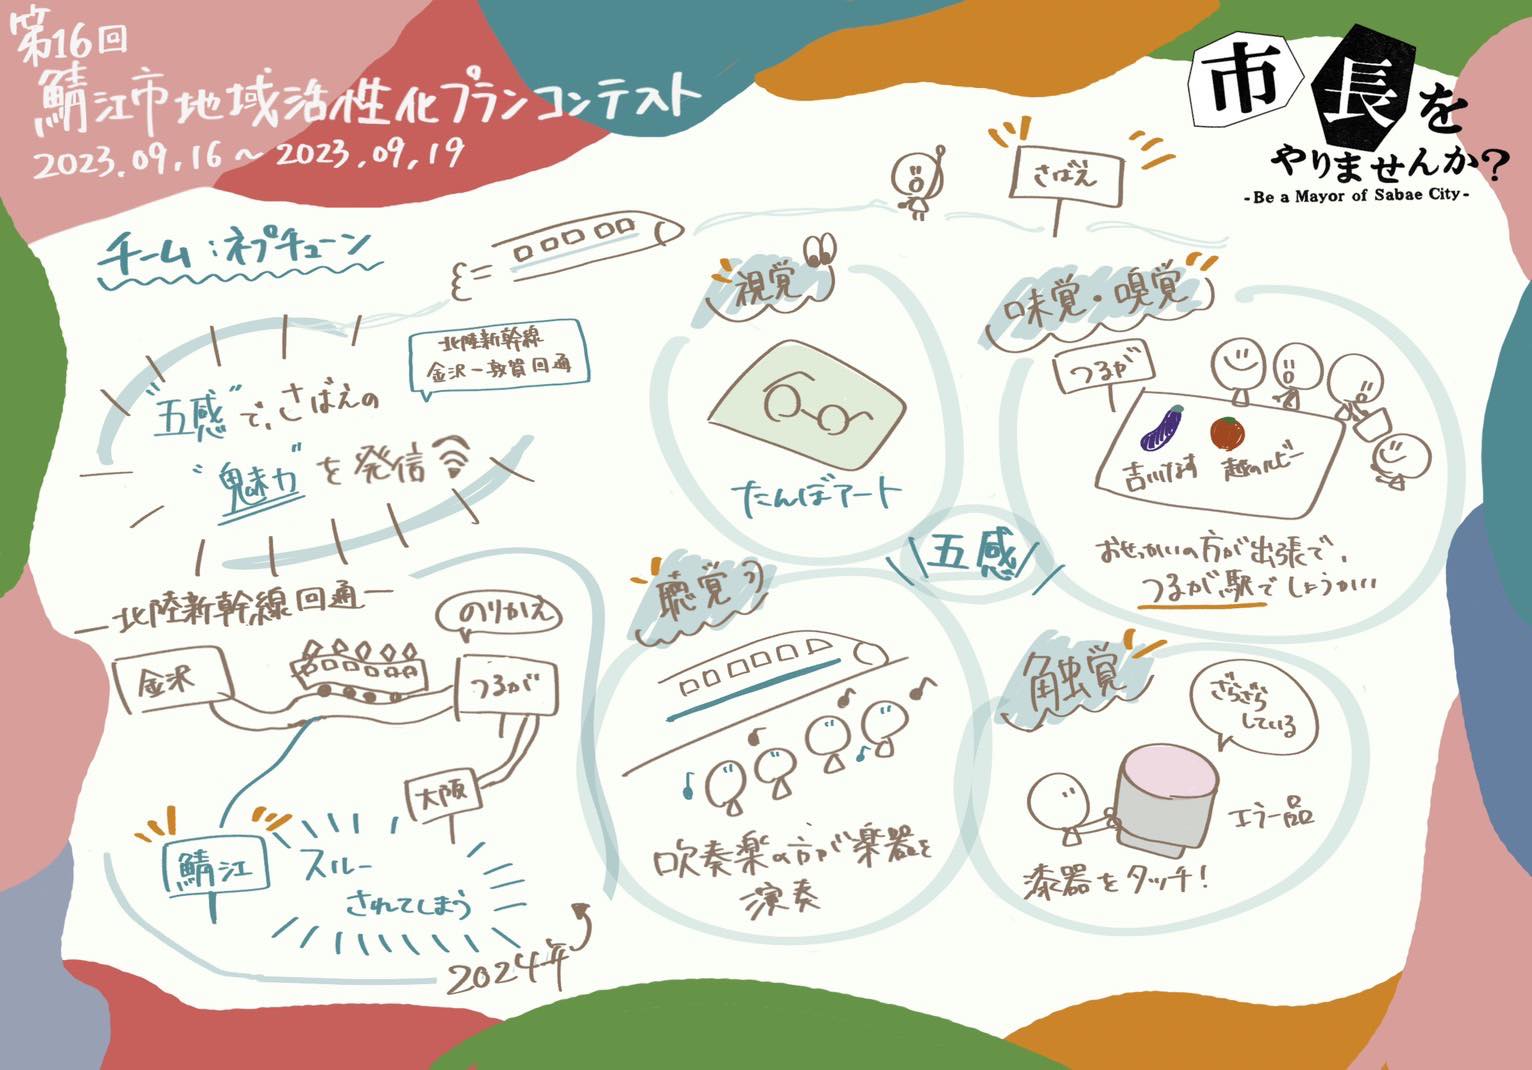 第16回
鯖江市地域活性化プランコンテスト
2023.09.16～2023.09.19
市長を
やりませんか？
-Be a Mayor of Sabae City-
チーム：ネプチューン
北陸新幹線
金沢－敦賀回通
"五感"で、さばえの
"魅力"を発信
北陸新幹線回通
金沢
のりかえ
つるが
大阪
鯖江
スルー
されてしまう
2024年
さばえ
視覚
たんぼアート
味覚・嗅覚
つるが
吉川なす
越のルビー
おせっかいの方が出張で、
つるが駅でしょうかい
五感
聴覚
吹奏楽の方が楽器を
演奏
触覚
ざらざら
している
エラー品
漆器をタッチ！